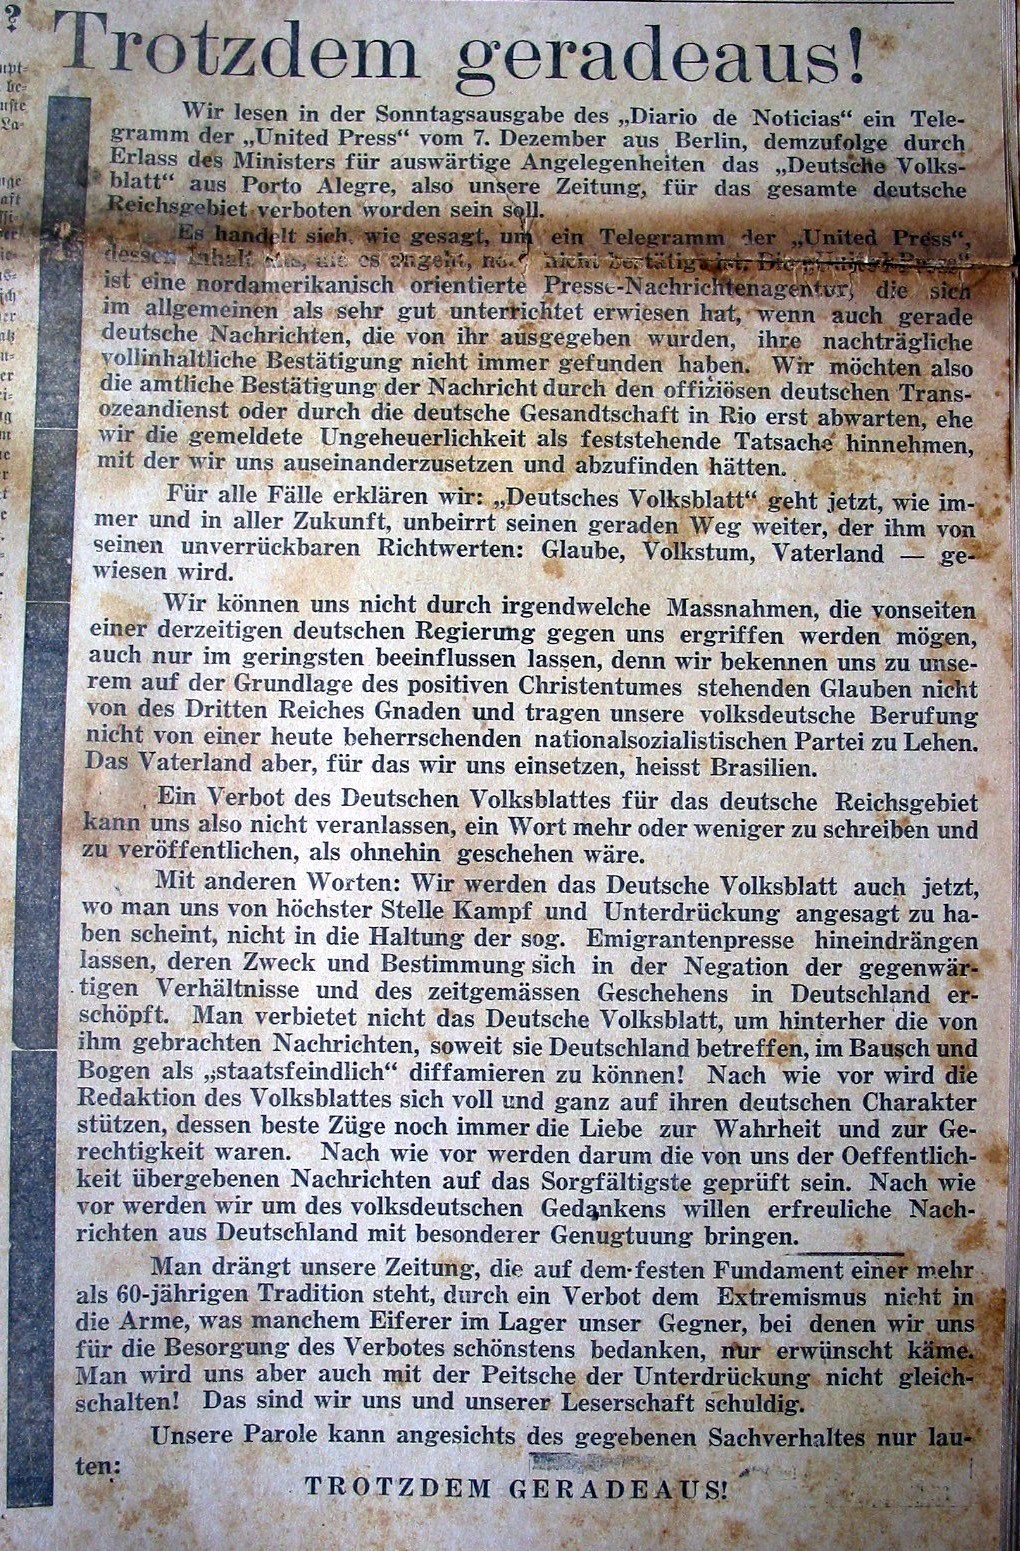 Trotzdem geradeaus!
Wir lesen in der Sonntagsausgabe des „Diario de Noticias“ ein Tele-
gramm der „United Press“ vom 7. Dezember aus Berlin, demzufolge durch
Erlass des Ministers für auswärtige Angelegenheiten das „Deutsche Volks-
blatt“ aus Porto Alegre, also unsere Zeitung, für das gesamte deutsche
Reichsgebiet verboten worden sein soll.
Es handelt sich, wie gesagt, um ein Telegramm der „United Press“,
dessen Inhalt uns, als es angeht, noch nicht bestätigt ist. Die „United Press“
ist eine nordamerikanisch orientierte Presse-Nachrichtenagentur, die sich
im allgemeinen als sehr gut unterrichtet erwiesen hat, wenn auch gerade
deutsche Nachrichten, die von ihr ausgegeben wurden, ihre nachträgliche
vollinhaltliche Bestätigung nicht immer gefunden haben. Wir möchten also
die amtliche Bestätigung der Nachricht durch den offiziösen deutschen Trans-
ozeandienst oder durch die deutsche Gesandtschaft in Rio erst abwarten, ehe
wir die gemeldete Ungeheuerlichkeit als feststehende Tatsache hinnehmen,
mit der wir uns auseinanderzusetzen und abzufinden hätten.
Für alle Fälle erklären wir: „Deutsches Volksblatt“ geht jetzt, wie im-
mer und in aller Zukunft, unbeirrt seinen geraden Weg weiter, der ihm von
seinen unverrückbaren Richtwerten: Glaube, Volkstum, Vaterland — ge-
wiesen wird.
Wir können uns nicht durch irgendwelche Massnahmen, die vonseiten
einer derzeitigen deutschen Regierung gegen uns ergriffen werden mögen,
auch nur im geringsten beeinflussen lassen, denn wir bekennen uns zu unse-
rem auf der Grundlage des positiven Christentumes stehenden Glauben nicht
von des Dritten Reiches Gnaden und tragen unsere volksdeutsche Berufung
nicht von einer heute beherrschenden nationalsozialistischen Partei zu Lehen.
Das Vaterland aber, für das wir uns einsetzen, heisst Brasilien.
Ein Verbot des Deutschen Volksblattes für das deutsche Reichsgebiet
kann uns also nicht veranlassen, ein Wort mehr oder weniger zu schreiben und
zu veröffentlichen, als ohnehin geschehen wäre.
Mit anderen Worten: Wir werden das Deutsche Volksblatt auch jetzt,
wo man uns von höchster Stelle Kampf und Unterdrückung angesagt zu ha-
ben scheint, nicht in die Haltung der sog. Emigrantenpresse hineindrängen
lassen, deren Zweck und Bestimmung sich in der Negation der gegenwär-
tigen Verhältnisse und des zeitgemässen Geschehens in Deutschland er-
schöpft. Man verbietet nicht das Deutsche Volksblatt, um hinterher die von
ihm gebrachten Nachrichten, soweit sie Deutschland betreffen, im Bausch und
Bogen als „staatsfeindlich“ diffamieren zu können! Nach wie vor wird die
Redaktion des Volksblattes sich voll und ganz auf ihren deutschen Charakter
stützen, dessen beste Züge noch immer die Liebe zur Wahrheit und zur Ge-
rechtigkeit waren. Nach wie vor werden darum die von uns der Oeffentlich-
keit übergebenen Nachrichten auf das Sorgfältigste geprüft sein. Nach wie
vor werden wir um des volksdeutschen Gedankens willen erfreuliche Nach-
richten aus Deutschland mit besonderer Genugtuung bringen.
Man drängt unsere Zeitung, die auf dem festen Fundament einer mehr
als 60-jährigen Tradition steht, durch ein Verbot dem Extremismus nicht in
die Arme, was manchem Eiferer im Lager unser Gegner, bei denen wir uns
für die Besorgung des Verbotes schönstens bedanken, nur erwünscht käme.
Man wird uns aber auch mit der Peitsche der Unterdrückung nicht gleich-
schalten! Das sind wir uns und unserer Leserschaft schuldig.
Unsere Parole kann angesichts des gegebenen Sachverhaltes nur lau-
ten:
TROTZDEM GERADEAUS!